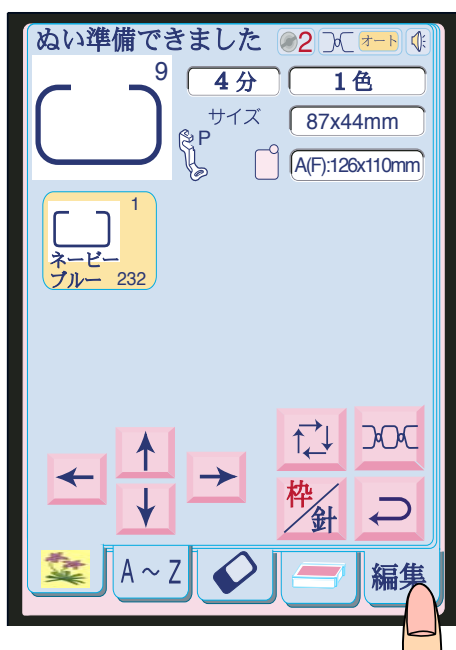 ぬい準備できました 2 オート
9 4分 1色
サイズ 87x44mm
P
A(F):126x110mm
1
ネービー
ブルー 232
枠/針
A～Z 編集